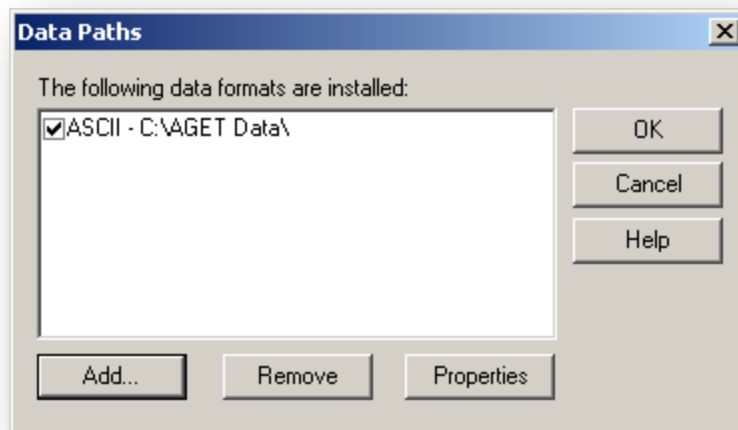 Data Paths
The following data formats are installed:
ASCII - C:\AGET Data\
OK
Cancel
Help
Add...
Remove
Properties